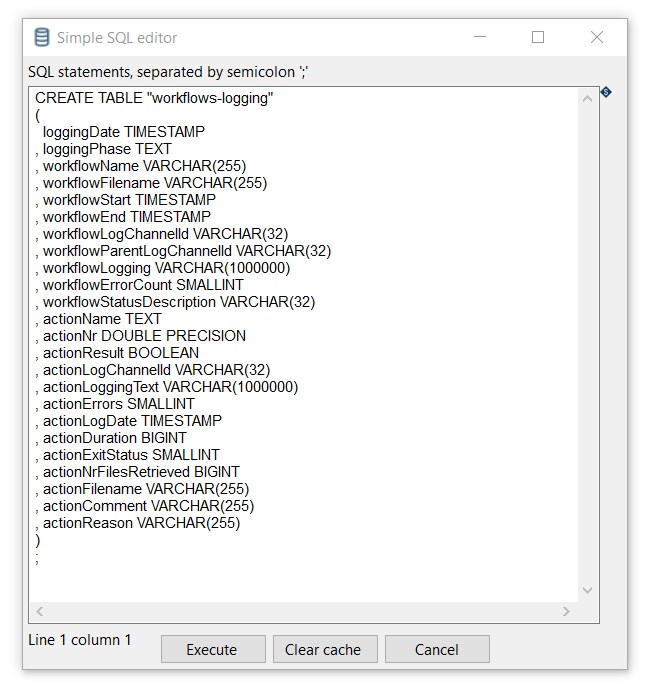 Simple SQL editor
SQL statements, separated by semicolon ';'
CREATE TABLE "workflows-logging"
(
  loggingDate TIMESTAMP
, loggingPhase TEXT
, workflowName VARCHAR(255)
, workflowFilename VARCHAR(255)
, workflowStart TIMESTAMP
, workflowEnd TIMESTAMP
, workflowLogChannelId VARCHAR(32)
, workflowParentLogChannelId VARCHAR(32)
, workflowLogging VARCHAR(1000000)
, workflowErrorCount SMALLINT
, workflowStatusDescription VARCHAR(32)
, actionName TEXT
, actionNr DOUBLE PRECISION
, actionResult BOOLEAN
, actionLogChannelId VARCHAR(32)
, actionLoggingText VARCHAR(1000000)
, actionErrors SMALLINT
, actionLogDate TIMESTAMP
, actionDuration BIGINT
, actionExitStatus SMALLINT
, actionNrFilesRetrieved BIGINT
, actionFilename VARCHAR(255)
, actionComment VARCHAR(255)
, actionReason VARCHAR(255)
)
;
Line 1 column 1
Execute
Clear cache
Cancel